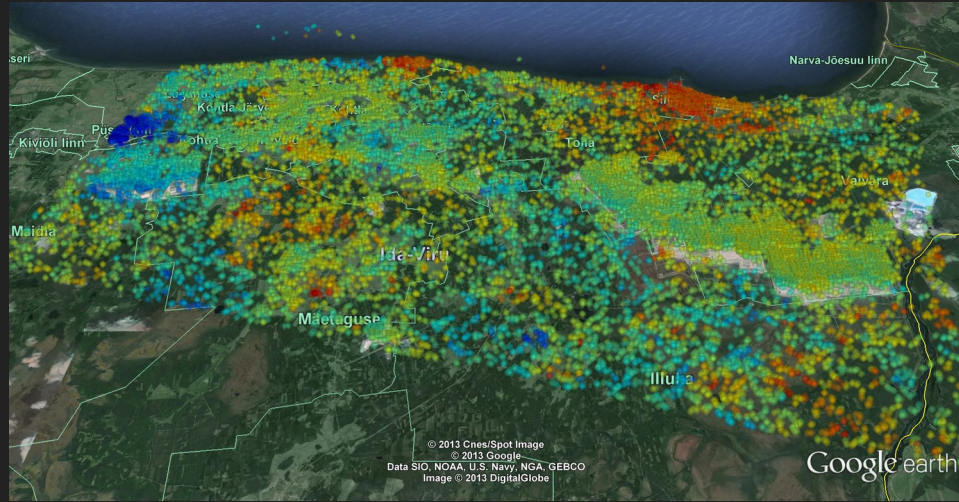 Narva-Jõesuu linn
Kiviõli linn
Maidla
Vaivara
Ida-Viru
Mäetaguse
Illuka
© 2013 Cnes/Spot Image
© 2013 Google
Data SIO, NOAA, U.S. Navy, NGA, GEBCO
Image © 2013 DigitalGlobe
Google earth